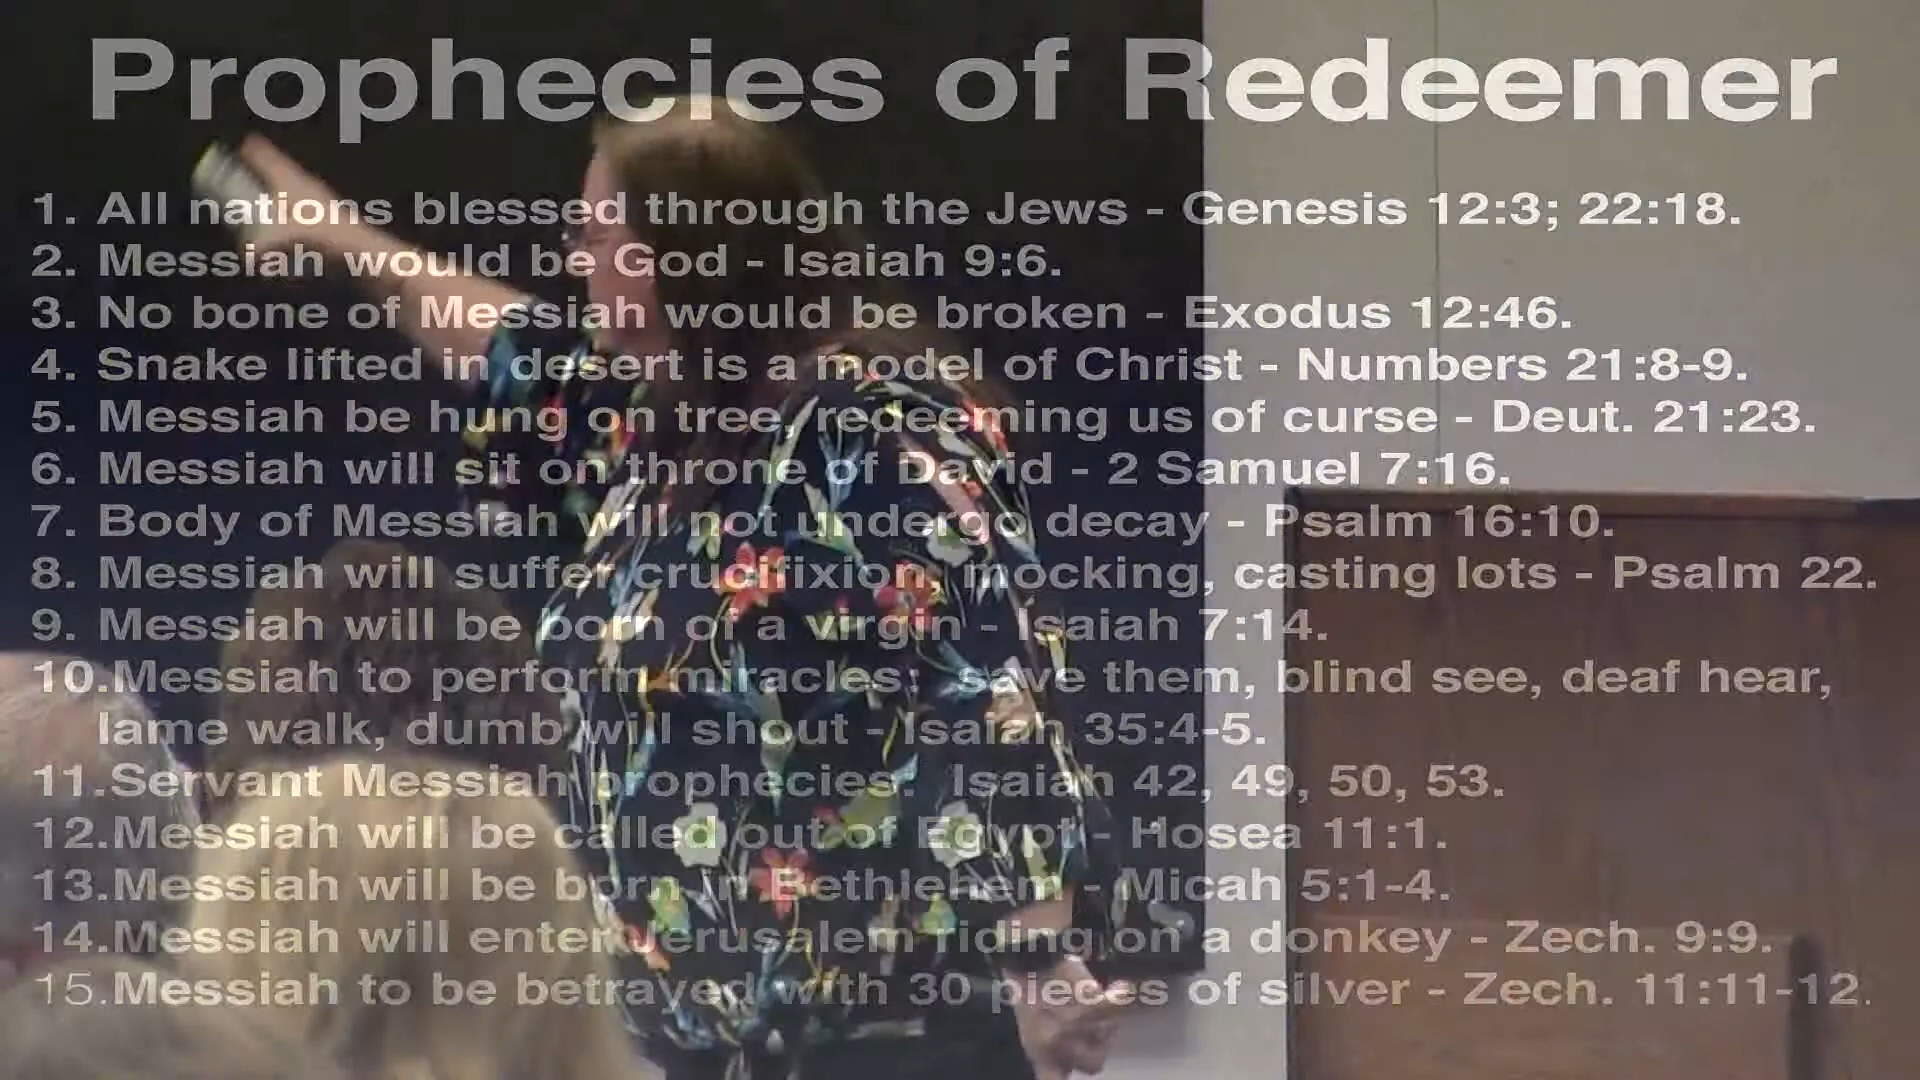 Prophecies of Redeemer
1. All nations blessed through the Jews - Genesis 12:3; 22:18.
2. Messiah would be God - Isaiah 9:6.
3. No bone of Messiah would be broken - Exodus 12:46.
4. Snake lifted in desert is a model of Christ - Numbers 21:8-9.
5. Messiah be hung on tree, redeeming us of curse - Deut. 21:23.
6. Messiah will sit on throne of David - 2 Samuel 7:16.
7. Body of Messiah will not undergo decay - Psalm 16:10.
8. Messiah will suffer crucifixion, mocking, casting lots - Psalm 22.
9. Messiah will be born of a virgin - Isaiah 7:14.
10.Messiah to perform miracles: save them, blind see, deaf hear,
lame walk, dumb will shout - Isaiah 35:4-5.
11.Servant Messiah prophecies: Isaiah 42, 49, 50, 53.
12.Messiah will be called out of Egypt - Hosea 11:1.
13.Messiah will be born in Bethlehem - Micah 5:1-4.
14.Messiah will enter Jerusalem riding on a donkey - Zech. 9:9.
15.Messiah to be betrayed with 30 pieces of silver - Zech. 11:11-12.